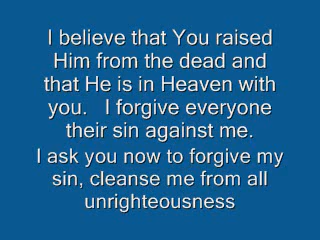 I believe that You raised
Him from the dead and
that He is in Heaven with
you.   I forgive everyone
their sin against me.
I ask you now to forgive my
sin, cleanse me from all
unrighteousness